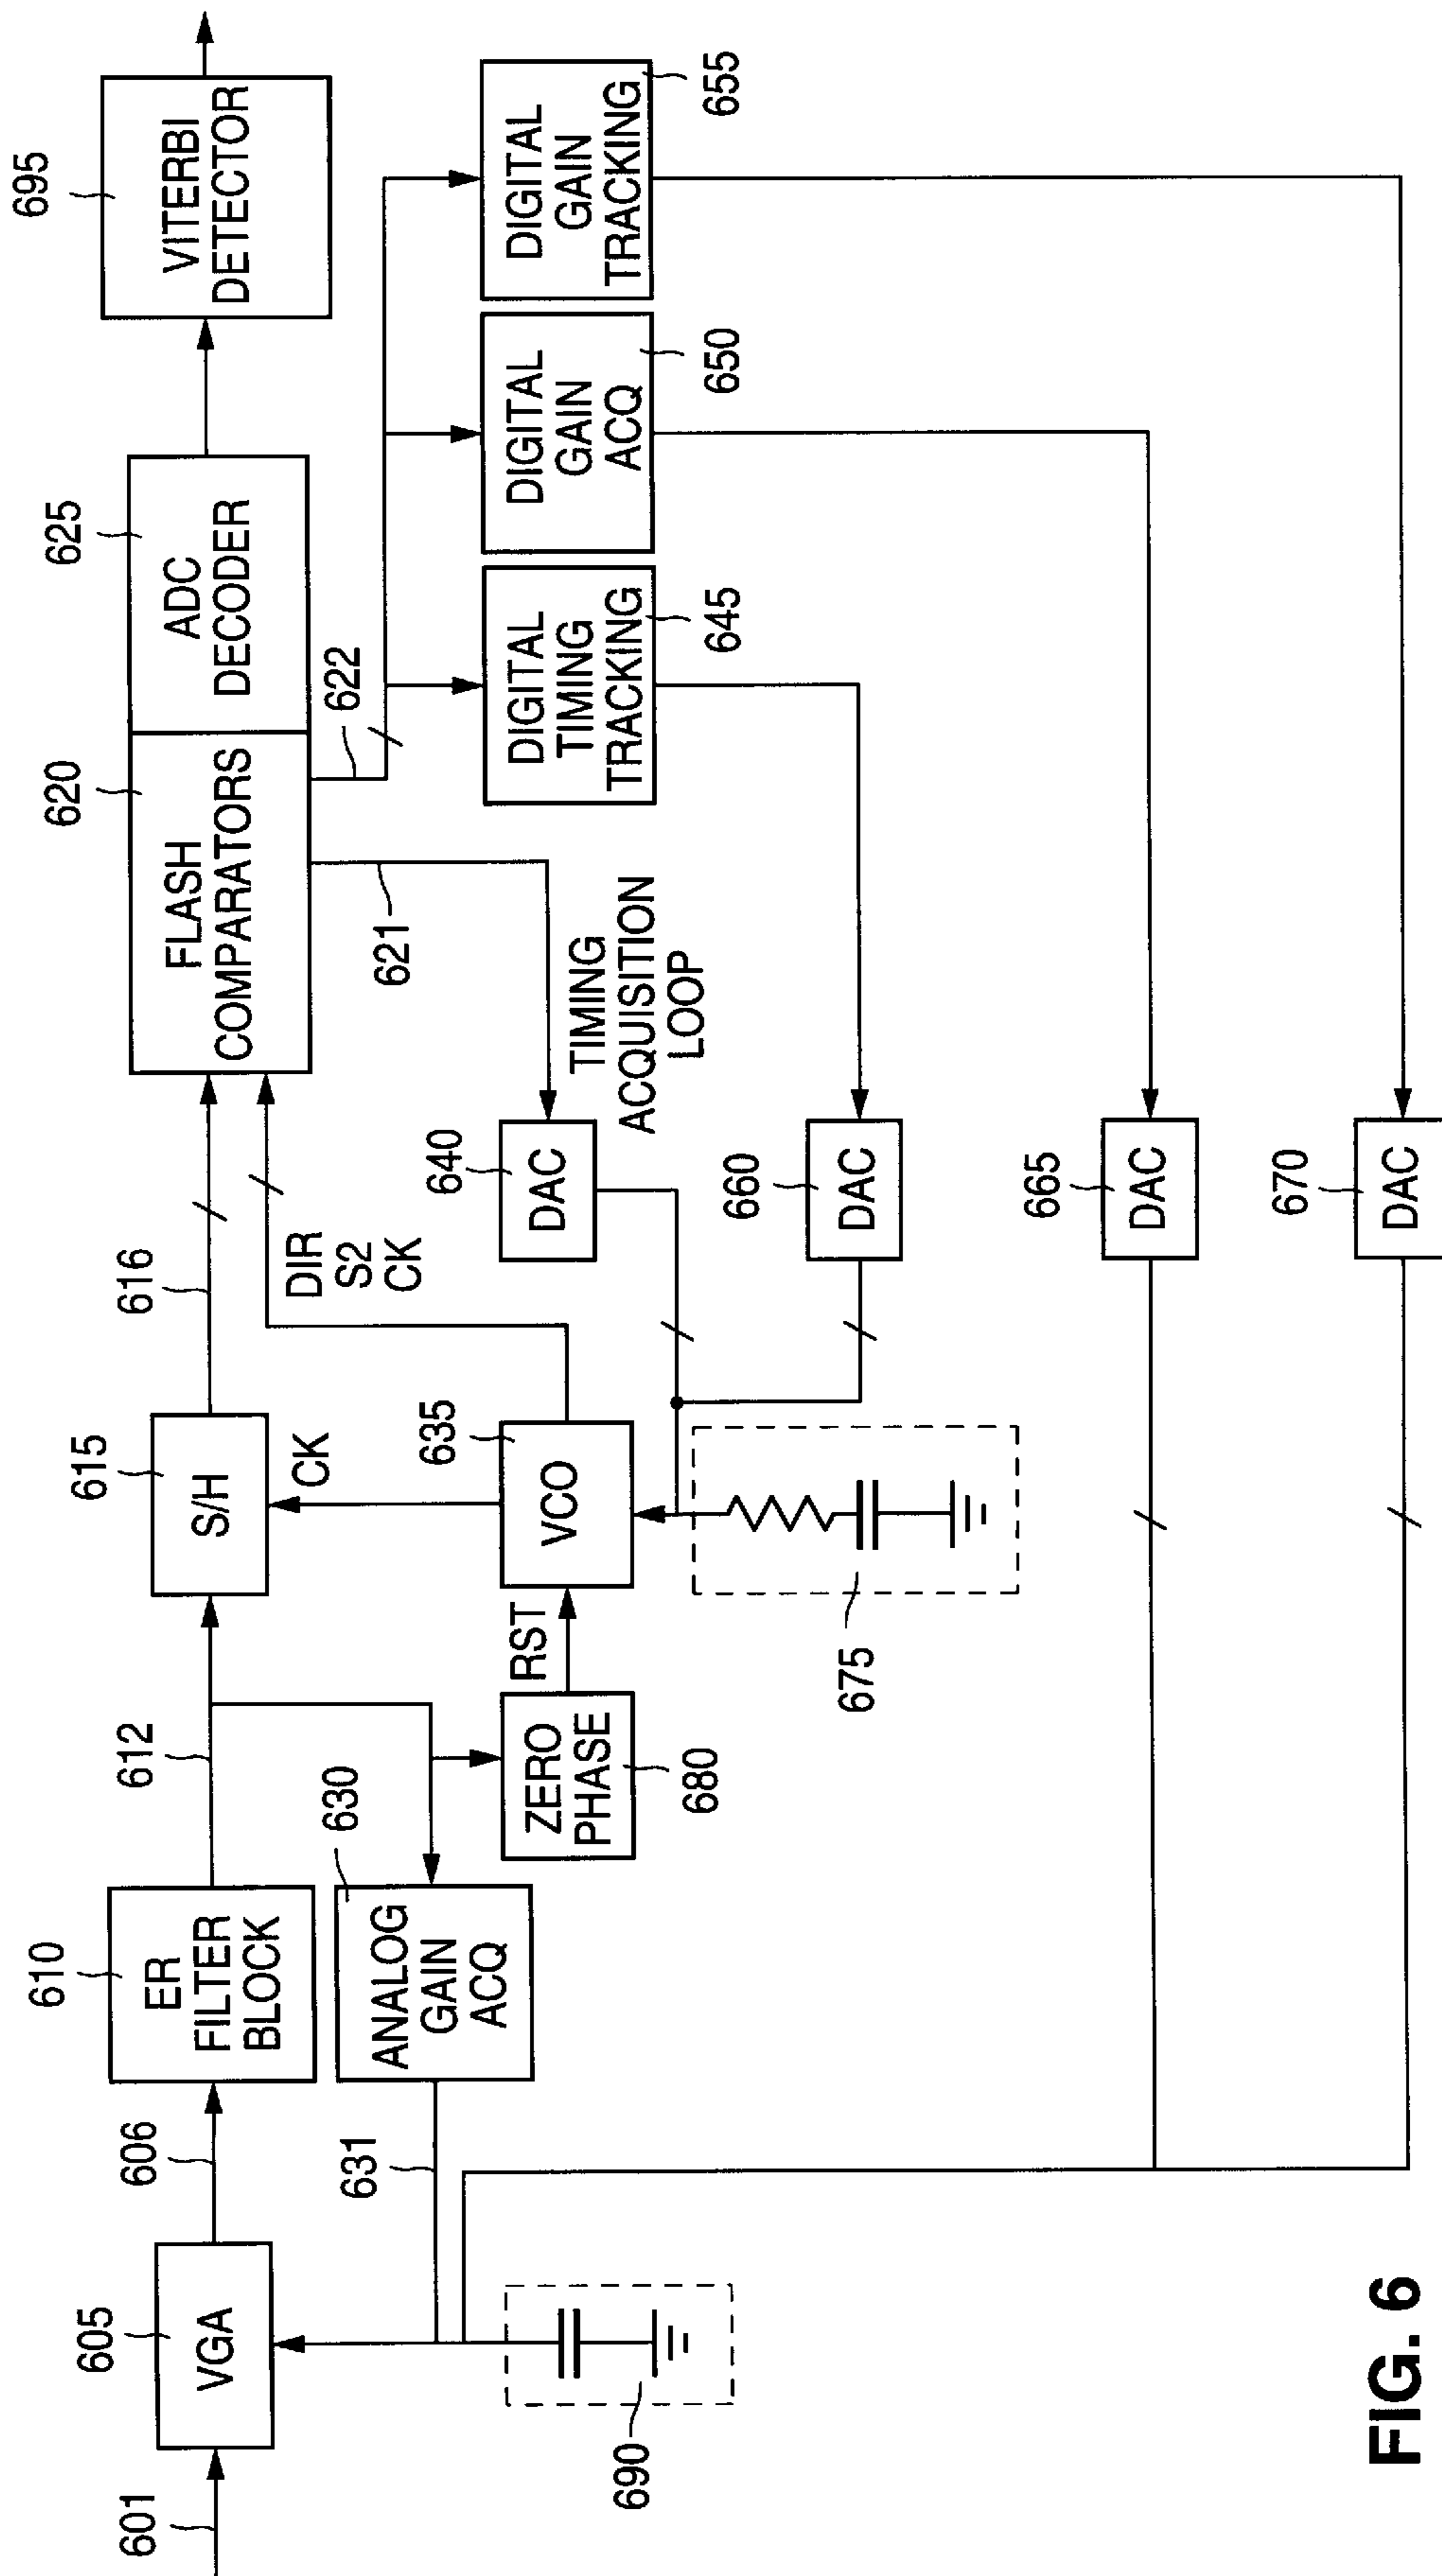 601
605
VGA
606
610
ER
FILTER
BLOCK
612
615
S/H
616
620
FLASH
COMPARATORS
625
ADC
DECODER
695
VITERBI
DETECTOR
631
630
ANALOG
GAIN
ACQ
690
ZERO
PHASE
680
RST
CK
635
VCO
DIR
S2
CK
675
621
622
640
DAC
TIMING
ACQUISITION
LOOP
DIGITAL
TIMING
TRACKING
645
DIGITAL
GAIN
ACQ
650
DIGITAL
GAIN
TRACKING
655
660
DAC
665
DAC
670
DAC
FIG. 6